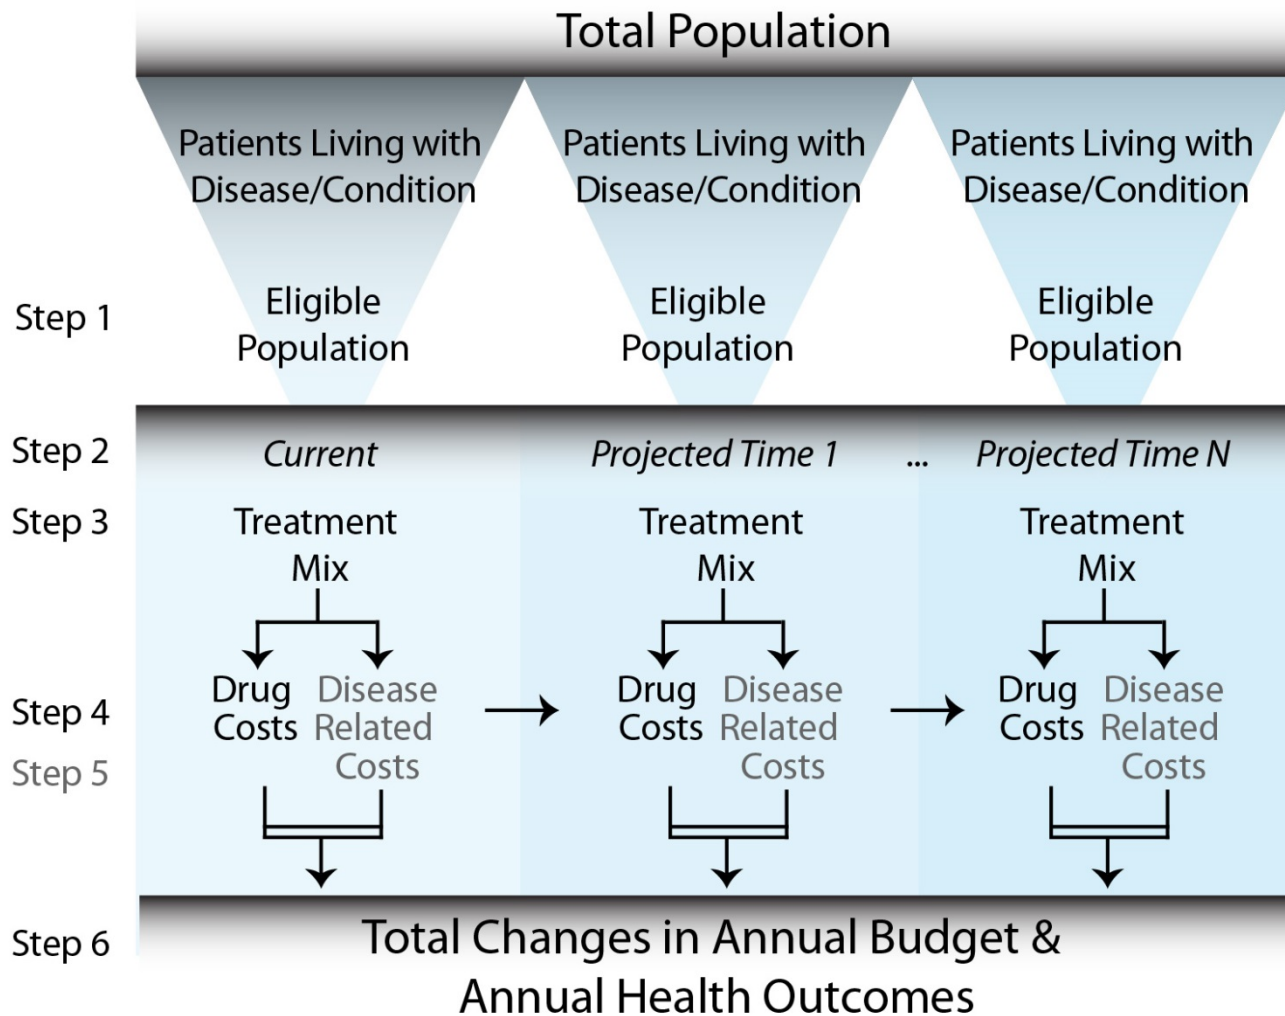 Total Population
Patients Living with
Disease/Condition
Patients Living with
Disease/Condition
Patients Living with
Disease/Condition
Step 1
Eligible
Population
Eligible
Population
Eligible
Population
Step 2
Current
Projected Time 1
...
Projected Time N
Step 3
Treatment
Mix
Treatment
Mix
Treatment
Mix
Step 4
Step 5
Drug
Costs
Disease
Related
Costs
Drug
Costs
Disease
Related
Costs
Drug
Costs
Disease
Related
Costs
Step 6
Total Changes in Annual Budget &
Annual Health Outcomes